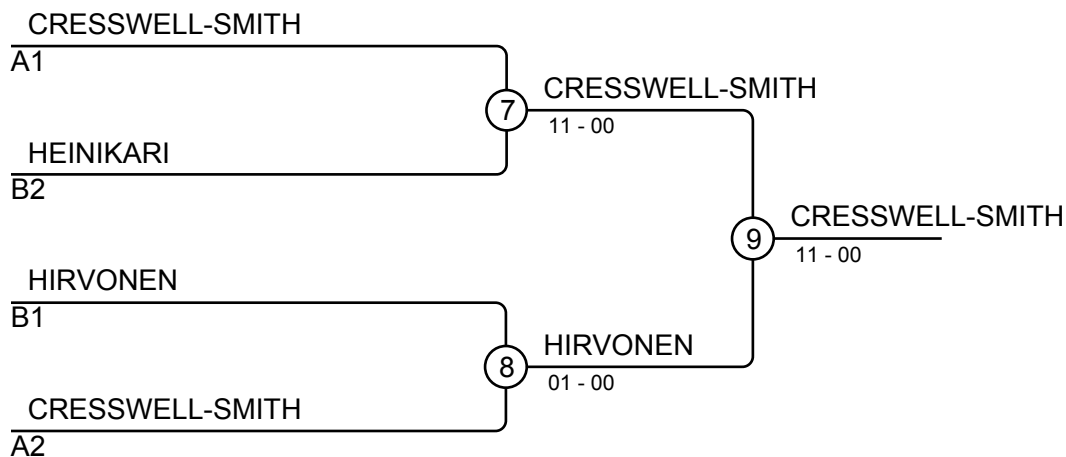 CRESSWELL-SMITH
A1
7
CRESSWELL-SMITH
11 - 00
HEINIKARI
B2
9
CRESSWELL-SMITH
11 - 00
HIRVONEN
B1
8
HIRVONEN
01 - 00
CRESSWELL-SMITH
A2